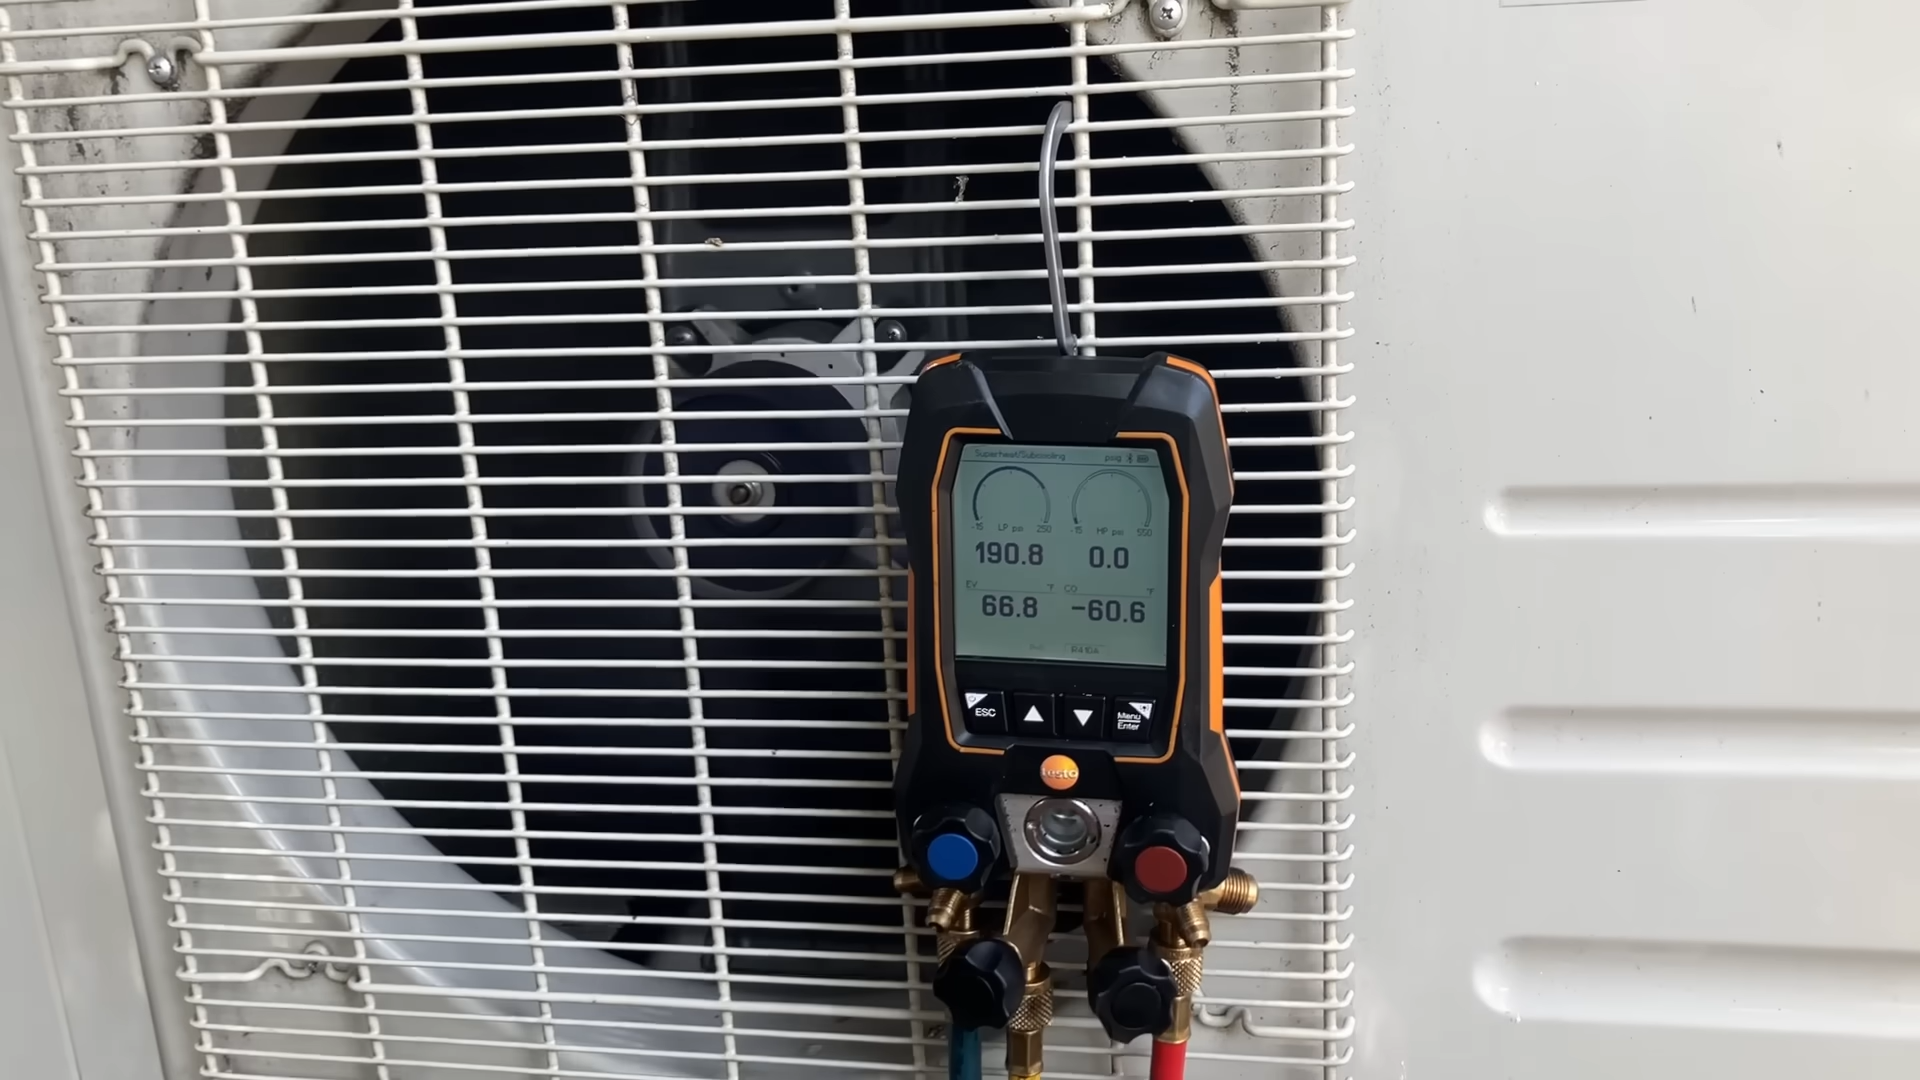 Superheat/Subcooling psig
-15 LP psi 250 -15 HP psi 550
190.8 0.0
EV °F CO °F
66.8 -60.6
R410A
ESC ▲ ▼ Menu
Enter
testo